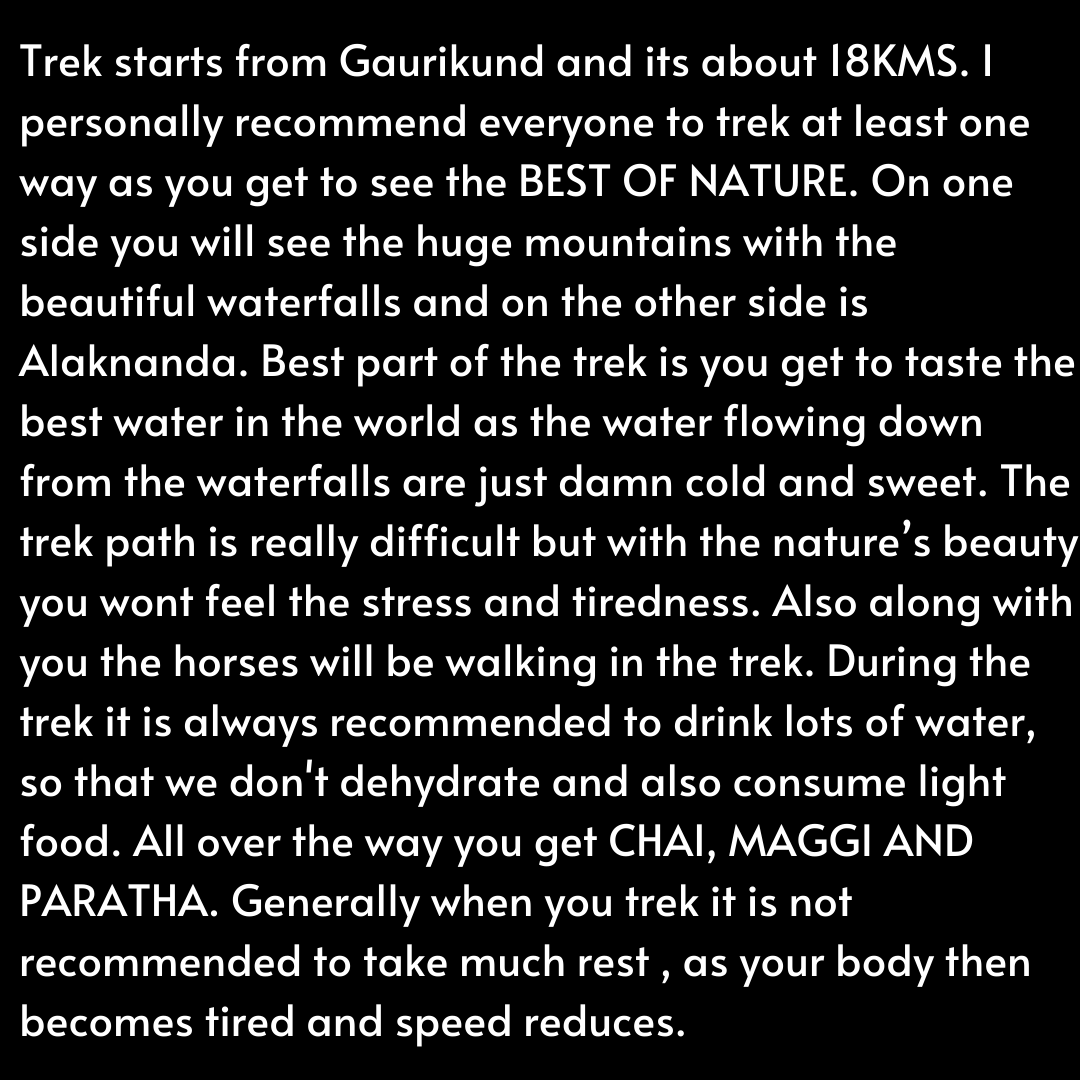 Trek starts from Gaurikund and its about 18KMS. I
personally recommend everyone to trek at least one
way as you get to see the BEST OF NATURE. On one
side you will see the huge mountains with the
beautiful waterfalls and on the other side is
Alaknanda. Best part of the trek is you get to taste the
best water in the world as the water flowing down
from the waterfalls are just damn cold and sweet. The
trek path is really difficult but with the nature’s beauty
you wont feel the stress and tiredness. Also along with
you the horses will be walking in the trek. During the
trek it is always recommended to drink lots of water,
so that we don't dehydrate and also consume light
food. All over the way you get CHAI, MAGGI AND
PARATHA. Generally when you trek it is not
recommended to take much rest , as your body then
becomes tired and speed reduces.